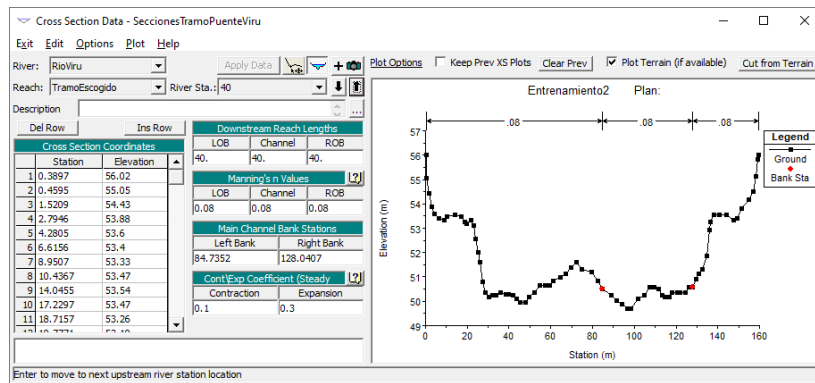 Cross Section Data - SeccionesTramoPuenteViru
Exit Edit Options Plot Help
River: RioViru Apply Data + Plot Options Keep Prev XS Plots Clear Prev Plot Terrain (if available) Cut from Terrain
Reach: TramoEscogido River Sta.: 40
Description ...
Del Row Ins Row
Cross Section Coordinates
Station Elevation
1 0.3897 56.02
2 0.4595 55.05
3 1.5209 54.43
4 2.7946 53.88
5 4.2805 53.6
6 6.6156 53.4
7 8.9507 53.33
8 10.4367 53.47
9 14.0455 53.54
10 17.2297 53.47
11 18.7157 53.26
Downstream Reach Lengths
LOB Channel ROB
40. 40. 40.
Manning's n Values
LOB Channel ROB
0.08 0.08 0.08
Main Channel Bank Stations
Left Bank Right Bank
84.7352 128.0407
Cont\Exp Coefficient (Steady
Contraction Expansion
0.1 0.3
Entrenamiento2 Plan:
.08 .08 .08
Legend
Ground
Bank Sta
57
56
55
54
53
52
51
50
49
Elevation (m)
0 20 40 60 80 100 120 140 160
Station (m)
Enter to move to next upstream river station location